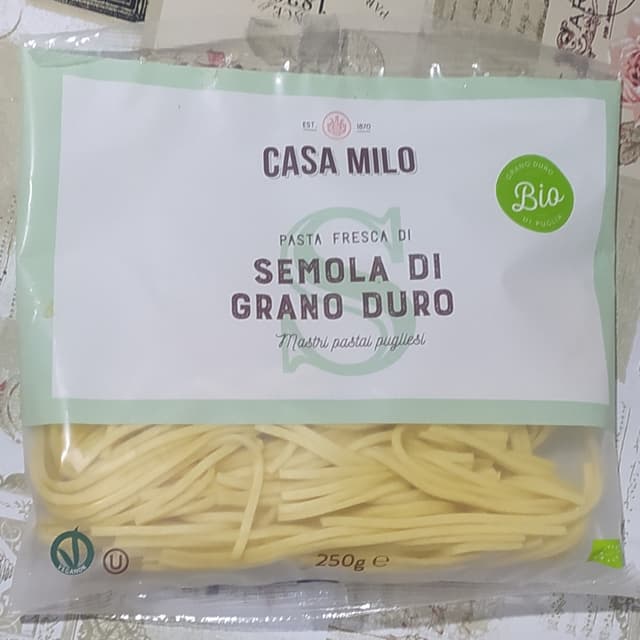 EST. 1870
CASA MILO
GRANO DURO
Bio
DI PUGLIA
PASTA FRESCA DI
S
SEMOLA DI
GRANO DURO
Mastri pastai pugliesi
V
VEGANOK
U
250g ℮